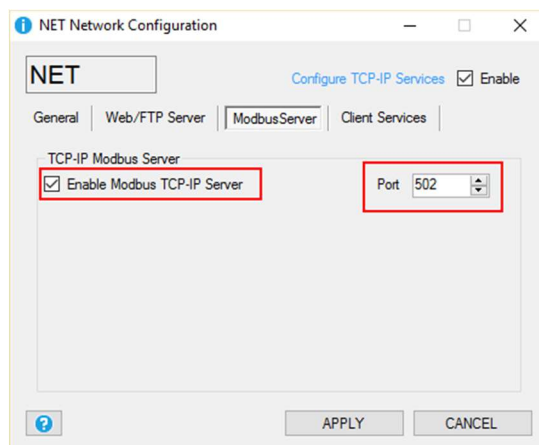 NET Network Configuration
NET
Configure TCP-IP Services Enable
General Web/FTP Server ModbusServer Client Services
TCP-IP Modbus Server
Enable Modbus TCP-IP Server Port 502
APPLY CANCEL